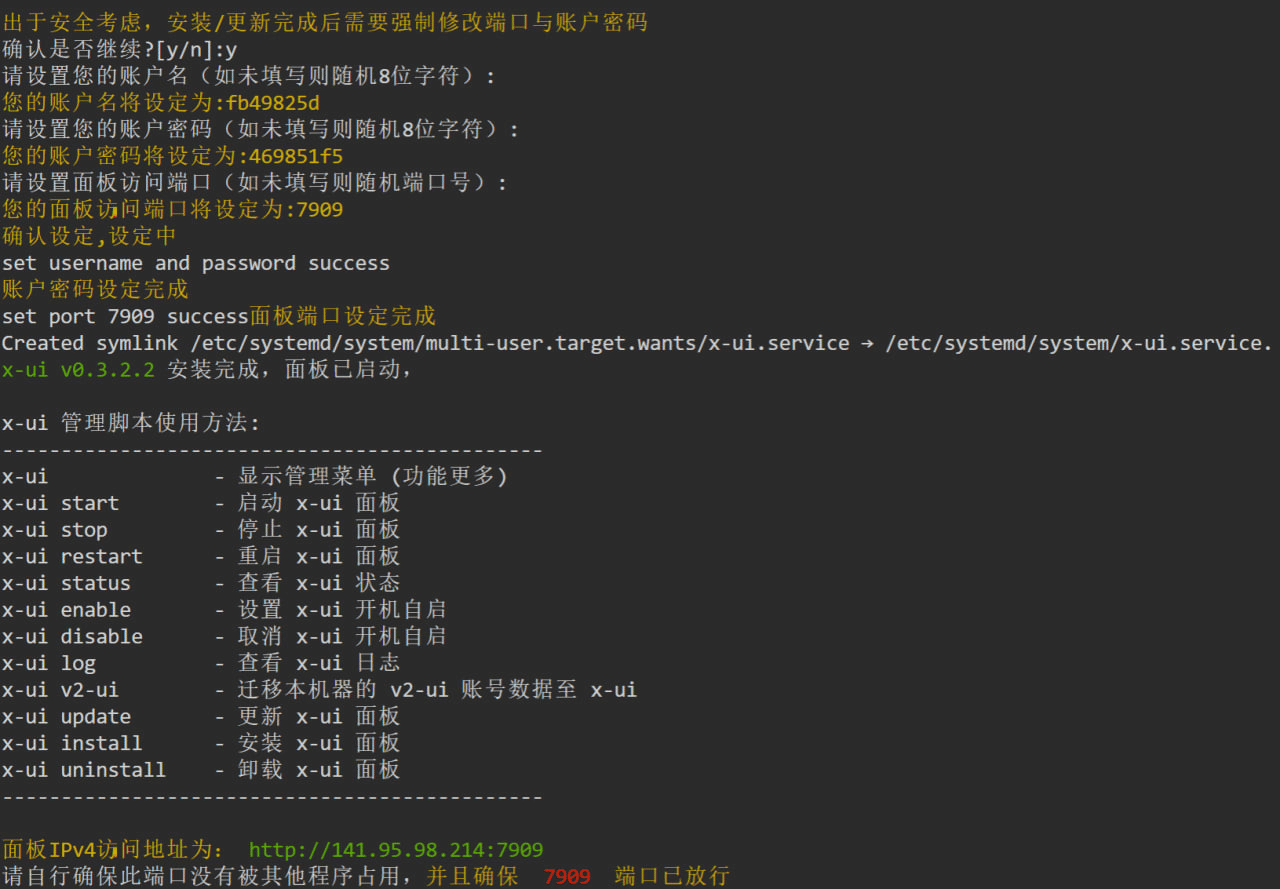 出于安全考虑，安装/更新完成后需要强制修改端口与账户密码
确认是否继续?[y/n]:y
请设置您的账户名（如未填写则随机8位字符）:
您的账户名将设定为:fb49825d
请设置您的账户密码（如未填写则随机8位字符）:
您的账户密码将设定为:469851f5
请设置面板访问端口（如未填写则随机端口号）:
您的面板访问端口将设定为:7909
确认设定,设定中
set username and password success
账户密码设定完成
set port 7909 success面板端口设定完成
Created symlink /etc/systemd/system/multi-user.target.wants/x-ui.service → /etc/systemd/system/x-ui.service.
x-ui v0.3.2.2 安装完成，面板已启动，
x-ui 管理脚本使用方法:
----------------------------------------------
x-ui              - 显示管理菜单 (功能更多)
x-ui start        - 启动 x-ui 面板
x-ui stop         - 停止 x-ui 面板
x-ui restart      - 重启 x-ui 面板
x-ui status       - 查看 x-ui 状态
x-ui enable       - 设置 x-ui 开机自启
x-ui disable      - 取消 x-ui 开机自启
x-ui log          - 查看 x-ui 日志
x-ui v2-ui        - 迁移本机器的 v2-ui 账号数据至 x-ui
x-ui update       - 更新 x-ui 面板
x-ui install      - 安装 x-ui 面板
x-ui uninstall    - 卸载 x-ui 面板
----------------------------------------------
面板IPv4访问地址为： http://141.95.98.214:7909
请自行确保此端口没有被其他程序占用，并且确保  7909  端口已放行